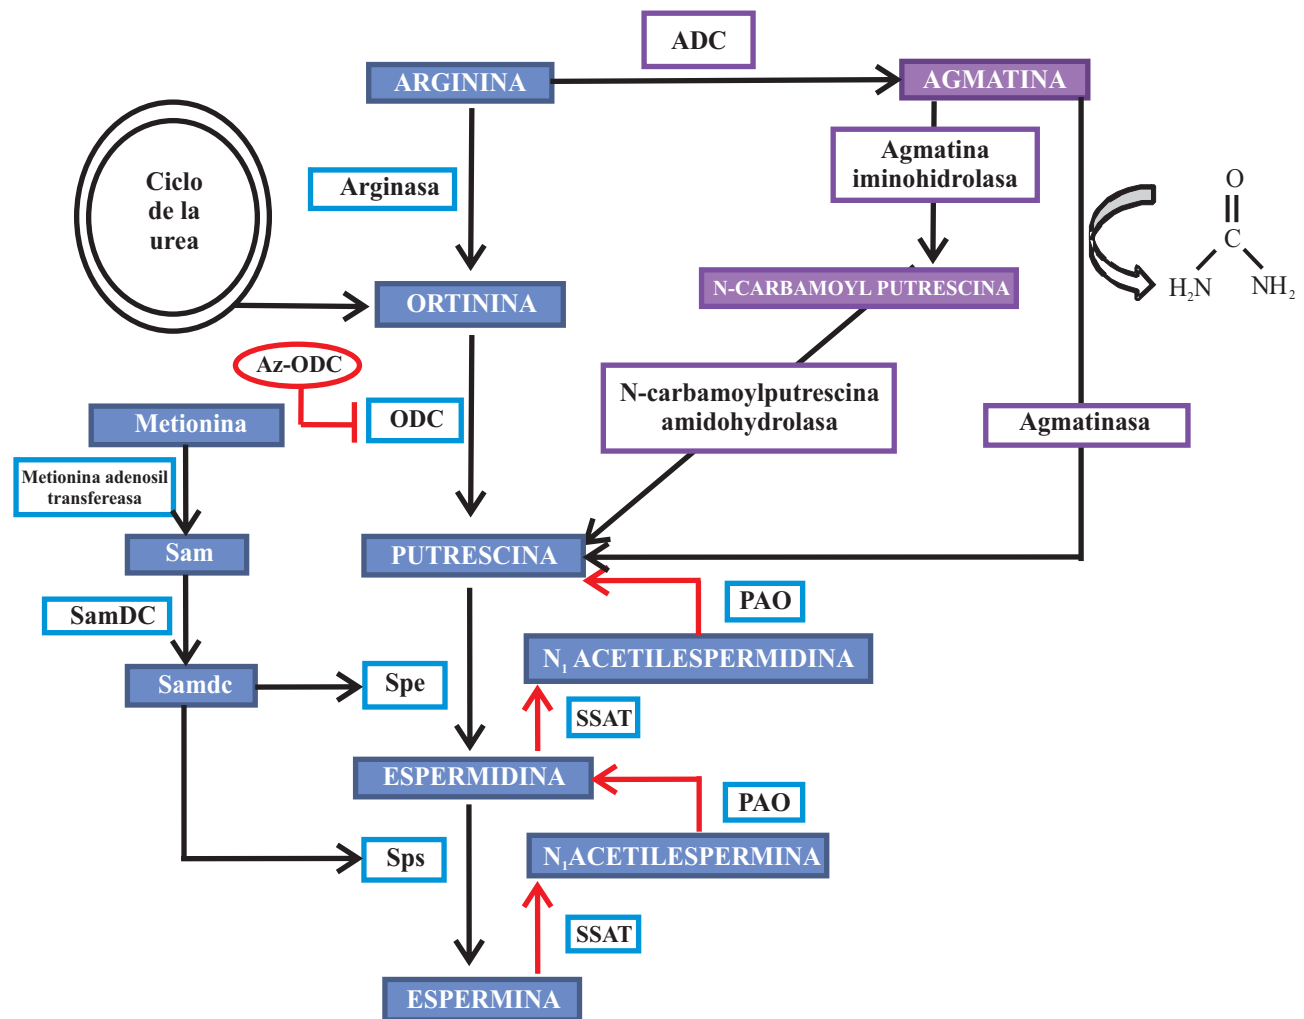 ADC
ARGININA
AGMATINA
Agmatina
iminohidrolasa
Ciclo
de la
urea
Arginasa
O
C
H₂N
NH₂
N-CARBAMOYL PUTRESCINA
ORTININA
Az-ODC
ODC
N-carbamoylputrescina
amidohydrolasa
Agmatinasa
Metionina
Metionina adenosil
transfereasa
Sam
PUTRESCINA
SamDC
PAO
N₁ ACETILESPERMIDINA
Samdc
Spe
SSAT
ESPERMIDINA
PAO
N₁ACETILESPERMINA
Sps
SSAT
ESPERMINA